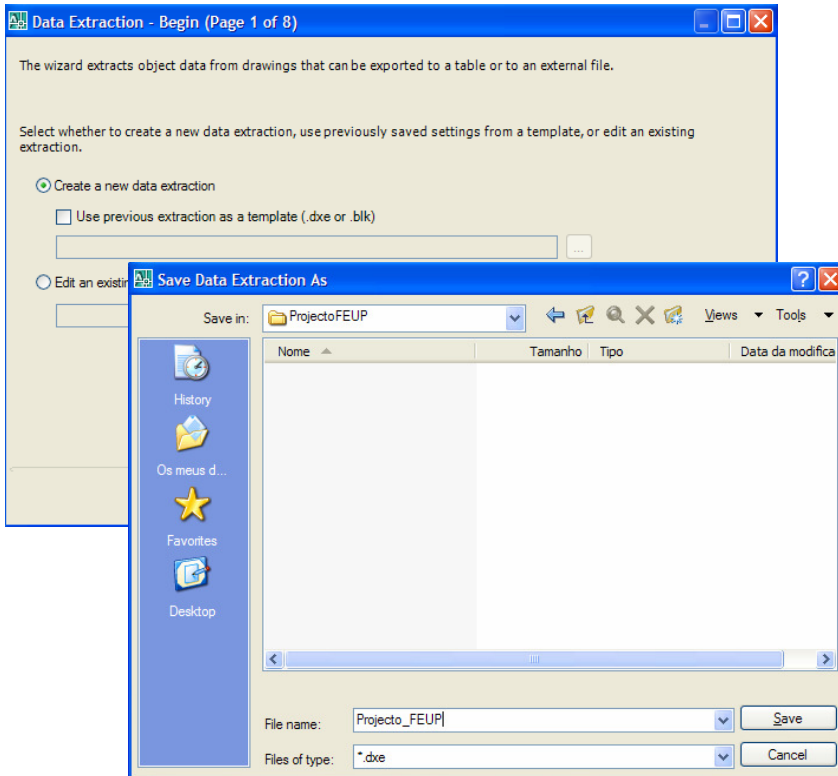 Data Extraction - Begin (Page 1 of 8)
The wizard extracts object data from drawings that can be exported to a table or to an external file.
Select whether to create a new data extraction, use previously saved settings from a template, or edit an existing
extraction.
Create a new data extraction
Use previous extraction as a template (.dxe or .blk)
...
Edit an existin
Save Data Extraction As
Save in: ProjectoFEUP Views Tools
Nome Tamanho Tipo Data da modifica
History
Os meus d...
Favorites
Desktop
File name: Projecto_FEUP Save
Files of type: *.dxe Cancel